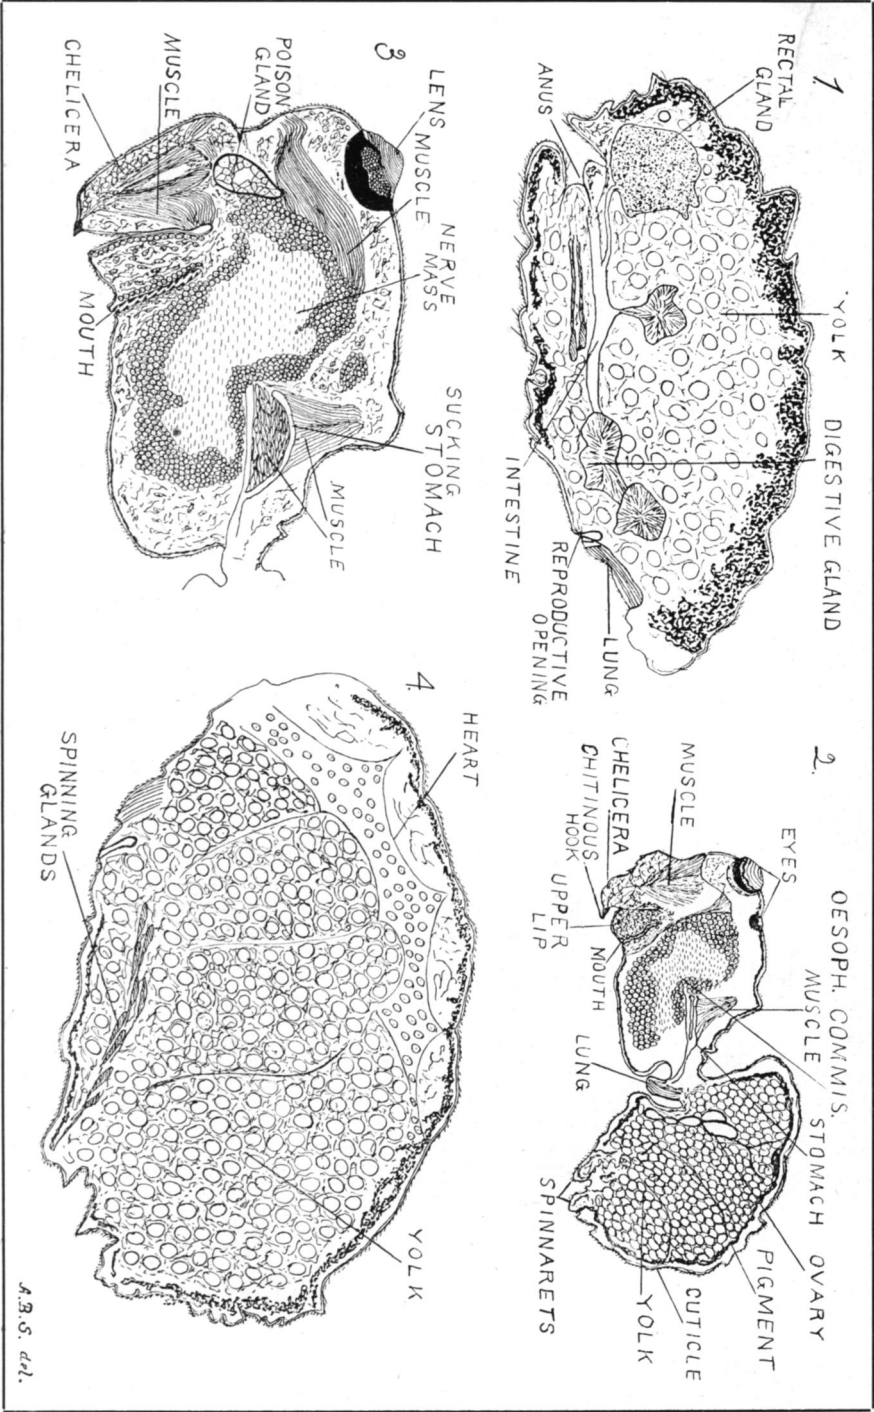 1.
RECTAL
GLAND
ANUS
YOLK
DIGESTIVE GLAND
INTESTINE
REPRODUCTIVE
OPENING
LUNG
2.
EYES
MUSCLE
CHELICERA
CHITINOUS
HOOK
UPPER
LIP
MOUTH
OESOPH. COMMIS.
MUSCLE
LUNG
STOMACH
OVARY
PIGMENT
CUTICLE
YOLK
SPINNARETS
3
LENS
MUSCLE
POISON
GLAND
MUSCLE
CHELICERA
NERVE
MASS
MOUTH
SUCKING
STOMACH
MUSCLE
4.
HEART
SPINNING
GLANDS
YOLK
A.B.S. del.